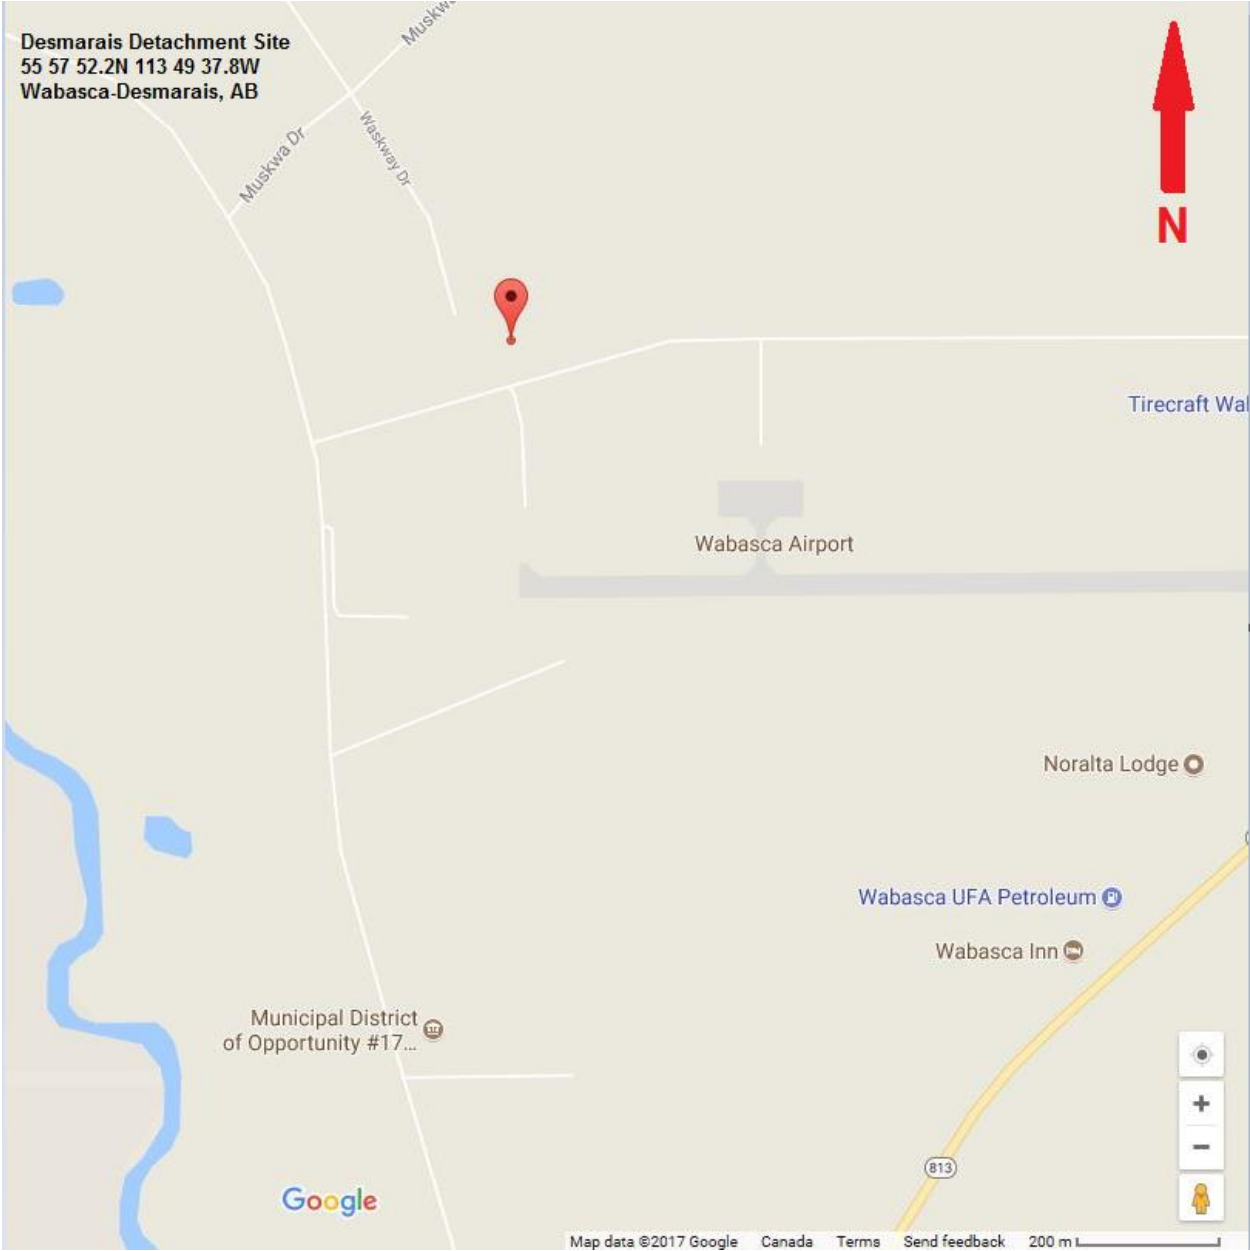 Desmarais Detachment Site
55 57 52.2N 113 49 37.8W
Wabasca-Desmarais, AB
Muskwa
Muskwa Dr
Waskway Dr
N
Tirecraft Wa
Wabasca Airport
Noralta Lodge
Wabasca UFA Petroleum
Wabasca Inn
Municipal District
of Opportunity #17...
813
Google
Map data ©2017 Google Canada Terms Send feedback 200 m